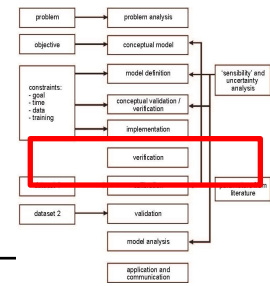 problem
problem analysis
objective
conceptual model
model definition
'sensibility' and
uncertainty
analysis
constraints:
- goal
- time
- data
- training
conceptual validation /
verification
implementation
verification
literature
dataset 2
validation
model analysis
application and
communication